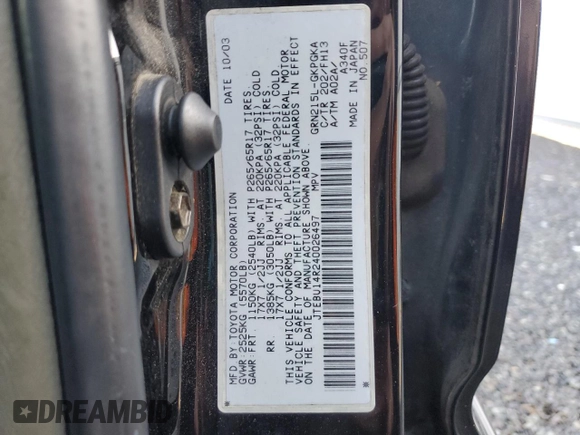 MFD.BY:TOYOTA MOTOR CORPORATION 10/03
GVWR:2525KG (5570LB)
GAWR:FRT. 1150KG (2540LB) WITH P265/65R17 TIRES.
17X7 1/2JJ RIMS. AT 220KPA (32PSI) COLD
RR 1385KG (3050LB) WITH P265/65R17 TIRES.
17X7 1/2JJ RIMS. AT 220KPA (32PSI) COLD
THIS VEHICLE CONFORMS TO ALL APPLICABLE FEDERAL MOTOR
VEHICLE SAFETY AND THEFT PREVENTION STANDARDS IN EFFECT
ON THE DATE OF MANUFACTURE SHOWN ABOVE.
JTEBU14R240026497 MPV
GRN215L-GKPGKA
C/TR 202/FH13
A/TM A02A/ A340F
MADE IN JAPAN
NO.507
DREAMBID